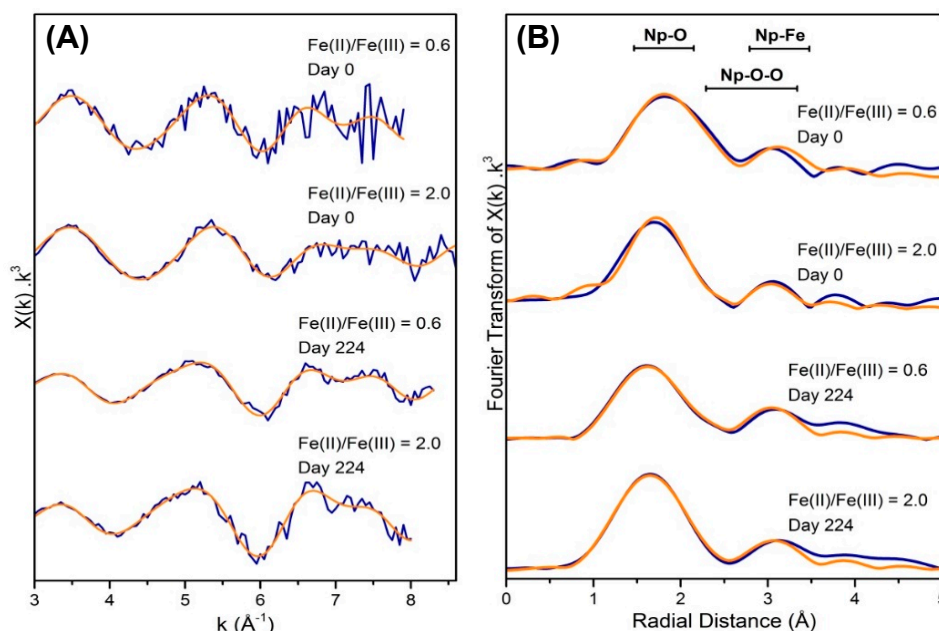 (A)
Fe(II)/Fe(III) = 0.6
Day 0
Fe(II)/Fe(III) = 2.0
Day 0
Fe(II)/Fe(III) = 0.6
Day 224
Fe(II)/Fe(III) = 2.0
Day 224
X(k) .k³
3 4 5 6 7 8
k (Å⁻¹)
(B)
Np-O
Np-Fe
Np-O-O
Fe(II)/Fe(III) = 0.6
Day 0
Fe(II)/Fe(III) = 2.0
Day 0
Fe(II)/Fe(III) = 0.6
Day 224
Fe(II)/Fe(III) = 2.0
Day 224
Fourier Transform of X(k) .k³
0 1 2 3 4 5
Radial Distance (Å)